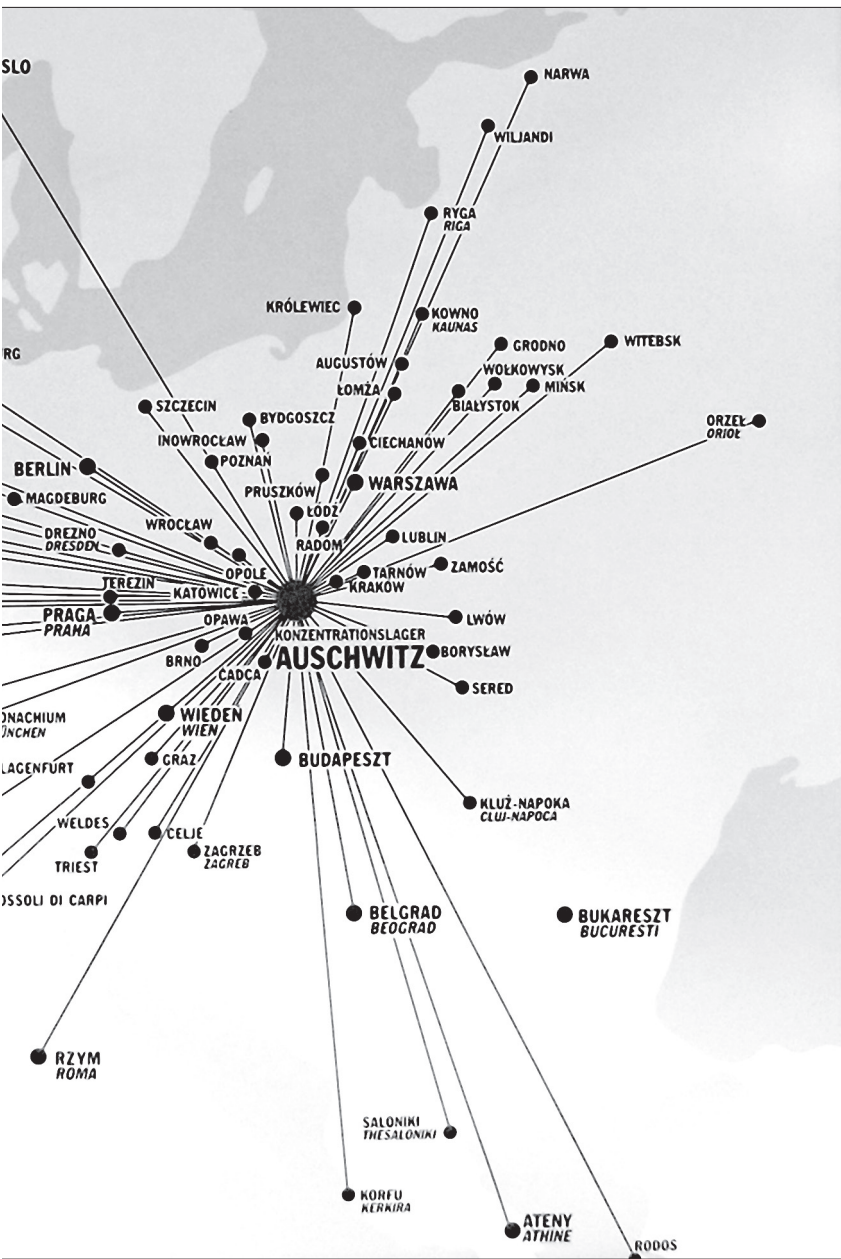 SLO
NARWA
WILJANDI
RYGA
RIGA
KRÓLEWIEC
KOWNO
KAUNAS
WITEBSK
GRODNO
RG
AUGUSTÓW
WOŁKOWYSK
ŁOMŻA
MIŃSK
BIAŁYSTOK
SZCZECIN
BYDGOSZCZ
ORZEŁ
ORIOŁ
INOWROCŁAW
CIECHANÓW
POZNAŃ
BERLIN
WARSZAWA
PRUSZKÓW
MAGDEBURG
ŁÓDŹ
WROCŁAW
DREZNO
DRESDEN
RADOM
LUBLIN
ZAMOŚĆ
OPOLE
TARNÓW
TEREZIN
KRAKÓW
KATOWICE
PRAGA
PRAHA
OPAWA
LWÓW
KONZENTRATIONSLAGER
AUSCHWITZ
BORYSŁAW
BRNO
ČADCA
SERED
ONACHIUM
ÜNCHEN
WIEDEŃ
WIEN
BUDAPESZT
GRAZ
LAGENFURT
KLUŻ-NAPOKA
CLUJ-NAPOCA
WELDES
CELJE
ZAGRZEB
ZAGREB
TRIEST
OSSOLI DI CARPI
BELGRAD
BEOGRAD
BUKARESZT
BUCURESTI
RZYM
ROMA
SALONIKI
THESALONIKI
KORFU
KERKIRA
ATENY
ATHINE
RODOS